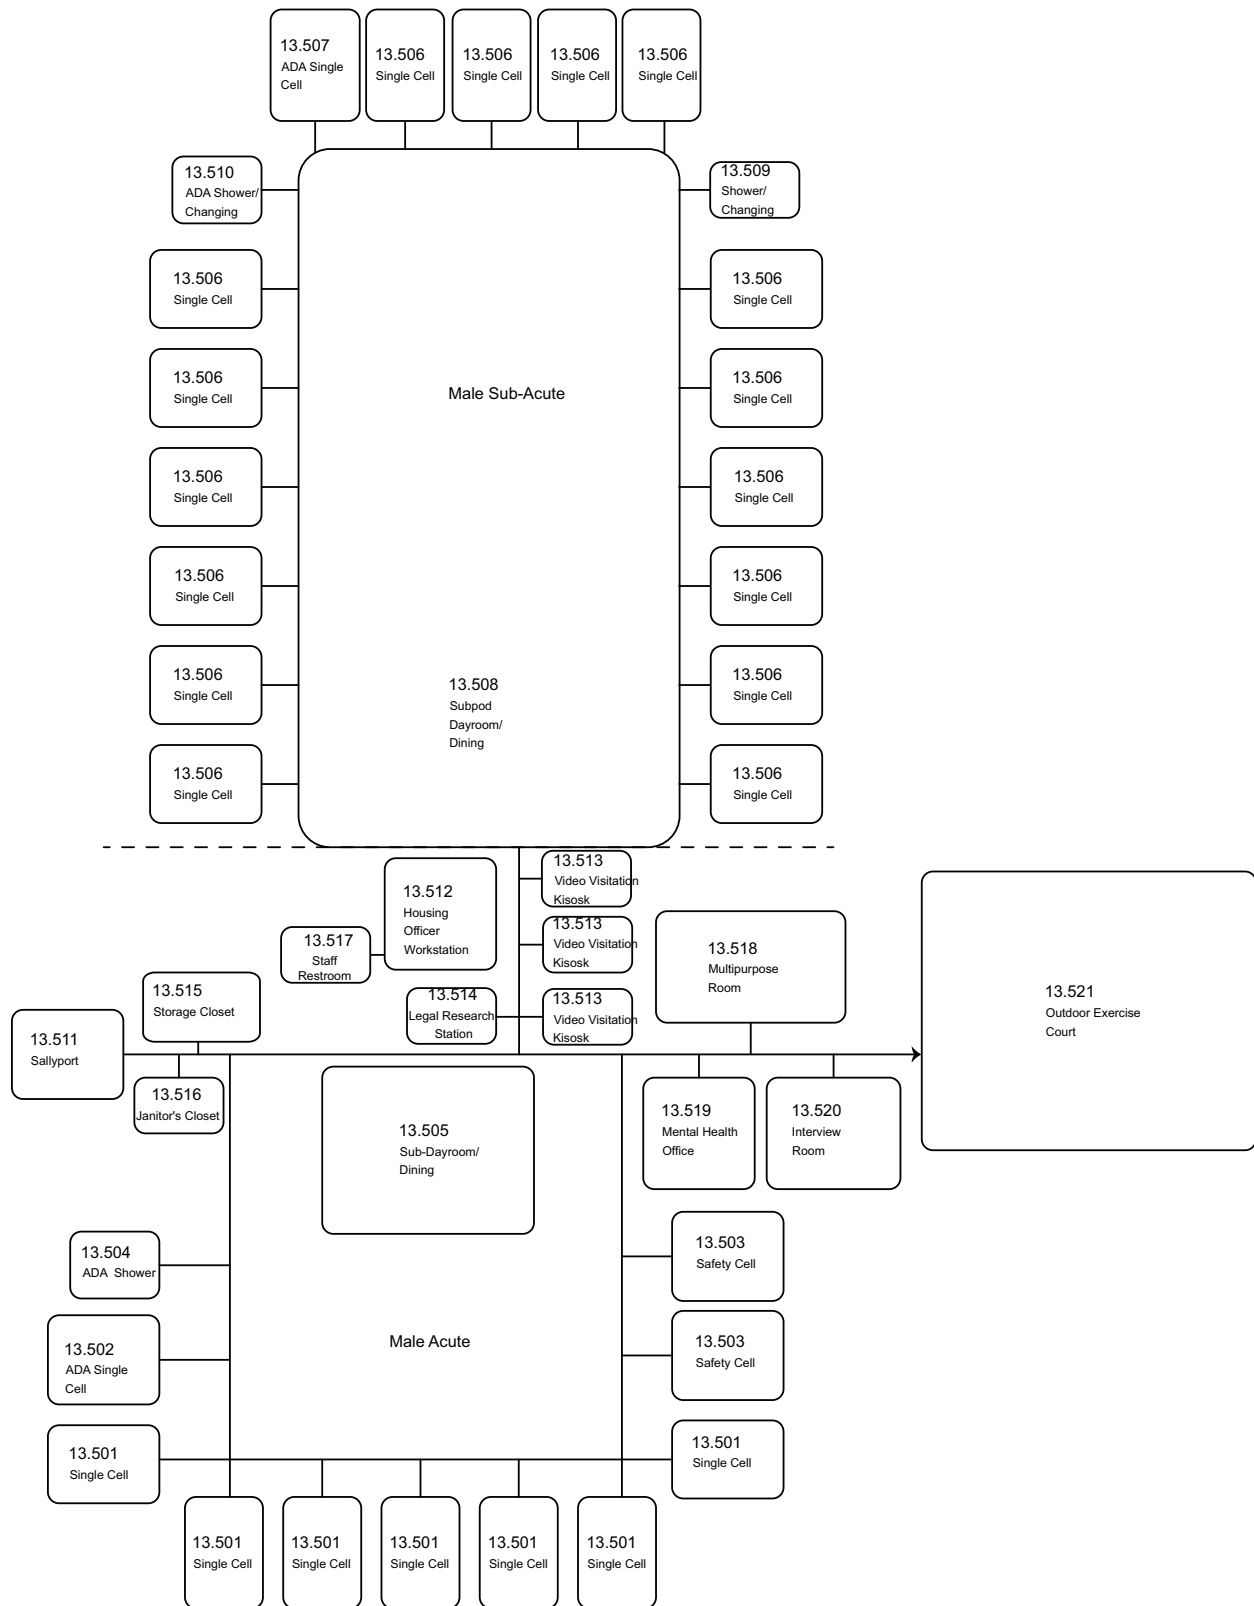 13.507
ADA Single
Cell
13.506
Single Cell
13.506
Single Cell
13.506
Single Cell
13.506
Single Cell
13.510
ADA Shower/
Changing
13.509
Shower/
Changing
13.506
Single Cell
13.506
Single Cell
13.506
Single Cell
13.506
Single Cell
Male Sub-Acute
13.506
Single Cell
13.506
Single Cell
13.506
Single Cell
13.506
Single Cell
13.506
Single Cell
13.506
Single Cell
13.508
Subpod
Dayroom/
Dining
13.506
Single Cell
13.506
Single Cell
13.513
Video Visitation
Kisosk
13.512
Housing
Officer
Workstation
13.517
Staff
Restroom
13.513
Video Visitation
Kisosk
13.518
Multipurpose
Room
13.515
Storage Closet
13.514
Legal Research
Station
13.513
Video Visitation
Kisosk
13.521
Outdoor Exercise
Court
13.511
Sallyport
13.516
Janitor's Closet
13.505
Sub-Dayroom/
Dining
13.519
Mental Health
Office
13.520
Interview
Room
13.504
ADA  Shower
13.503
Safety Cell
13.502
ADA Single
Cell
Male Acute
13.503
Safety Cell
13.501
Single Cell
13.501
Single Cell
13.501
Single Cell
13.501
Single Cell
13.501
Single Cell
13.501
Single Cell
13.501
Single Cell